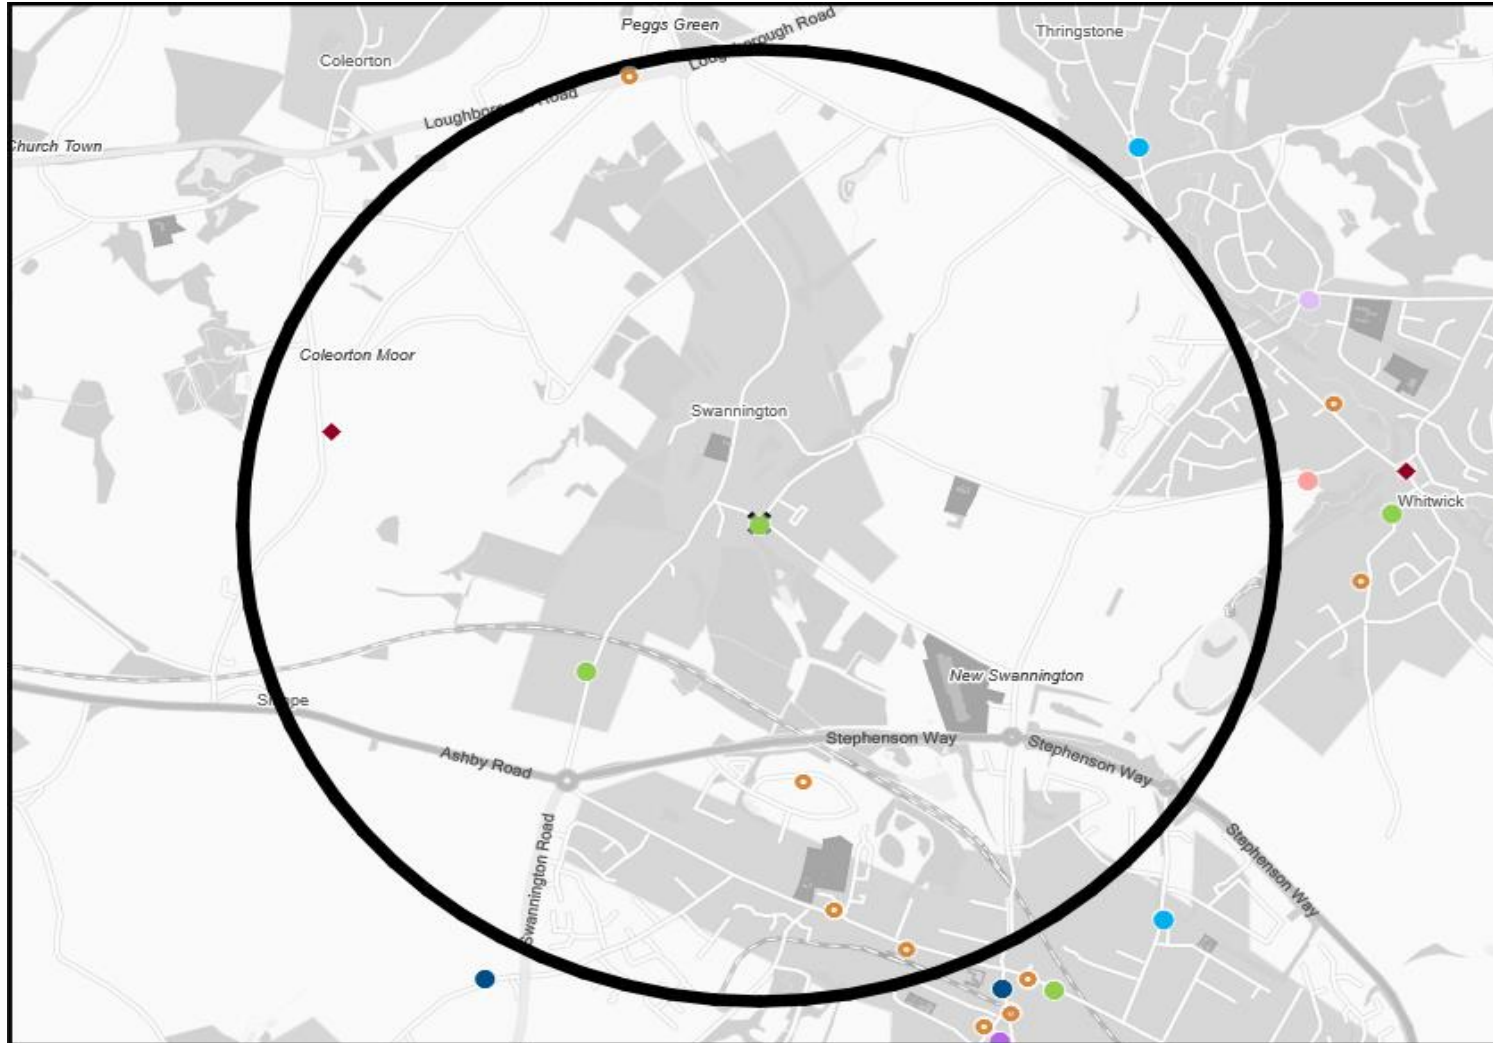 Peggs Green
Loughborough Road
Thringstone
Coleorton
Loughborough Road
Church Town
Coleorton Moor
Swannington
Whitwick
New Swannington
Sinope
Stephenson Way
Stephenson Way
Ashby Road
Swannington Road
Stephenson Way